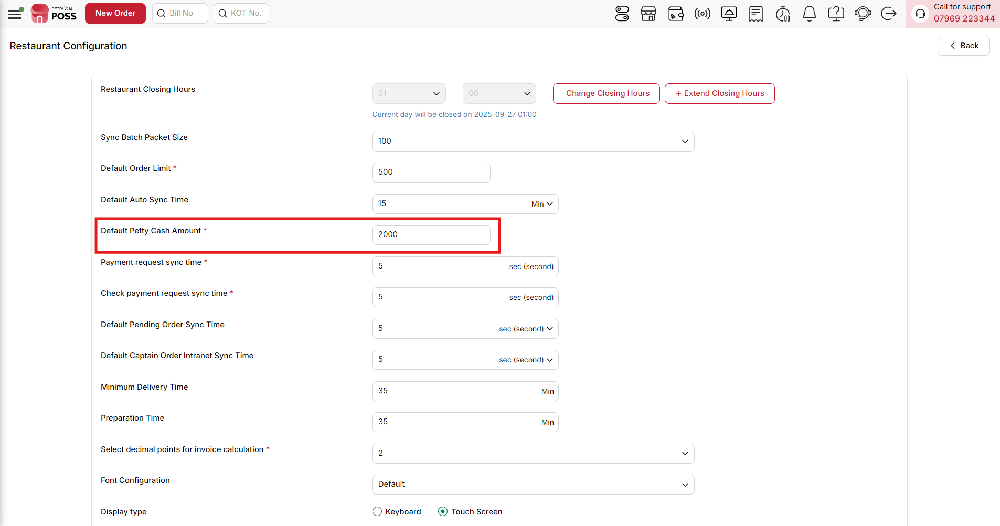 PETPOOJA
POSS
New Order
Bill No
KOT No.
Call for support
07969 223344
Restaurant Configuration
Back
Restaurant Closing Hours
01
00
Change Closing Hours
+ Extend Closing Hours
Current day will be closed on 2025-09-27 01:00
Sync Batch Packet Size
100
Default Order Limit *
500
Default Auto Sync Time
15 Min
Default Petty Cash Amount *
2000
Payment request sync time *
5 sec (second)
Check payment request sync time *
5 sec (second)
Default Pending Order Sync Time
5 sec (second)
Default Captain Order Intranet Sync Time
5 sec (second)
Minimum Delivery Time
35 Min
Preparation Time
35 Min
Select decimal points for invoice calculation *
2
Font Configuration
Default
Display type
Keyboard
Touch Screen